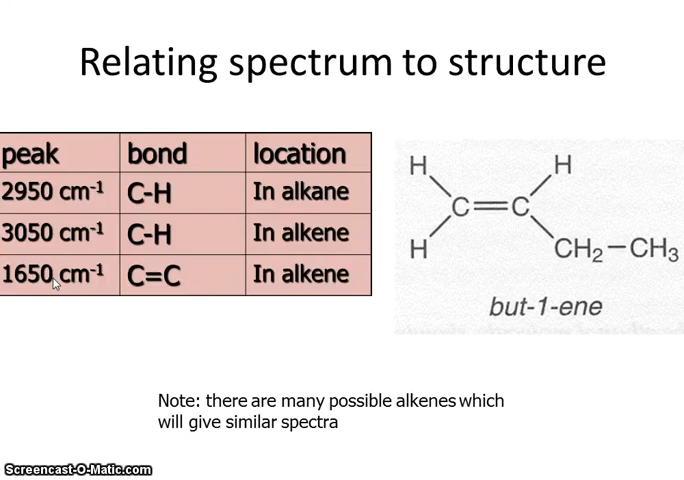 Relating spectrum to structure
peak bond location
2950 cm-1 C-H In alkane
3050 cm-1 C-H In alkene
1650 cm-1 C=C In alkene
H H
C=C
H CH2-CH3
but-1-ene
Note: there are many possible alkenes which
will give similar spectra
Screencast-O-Matic.com